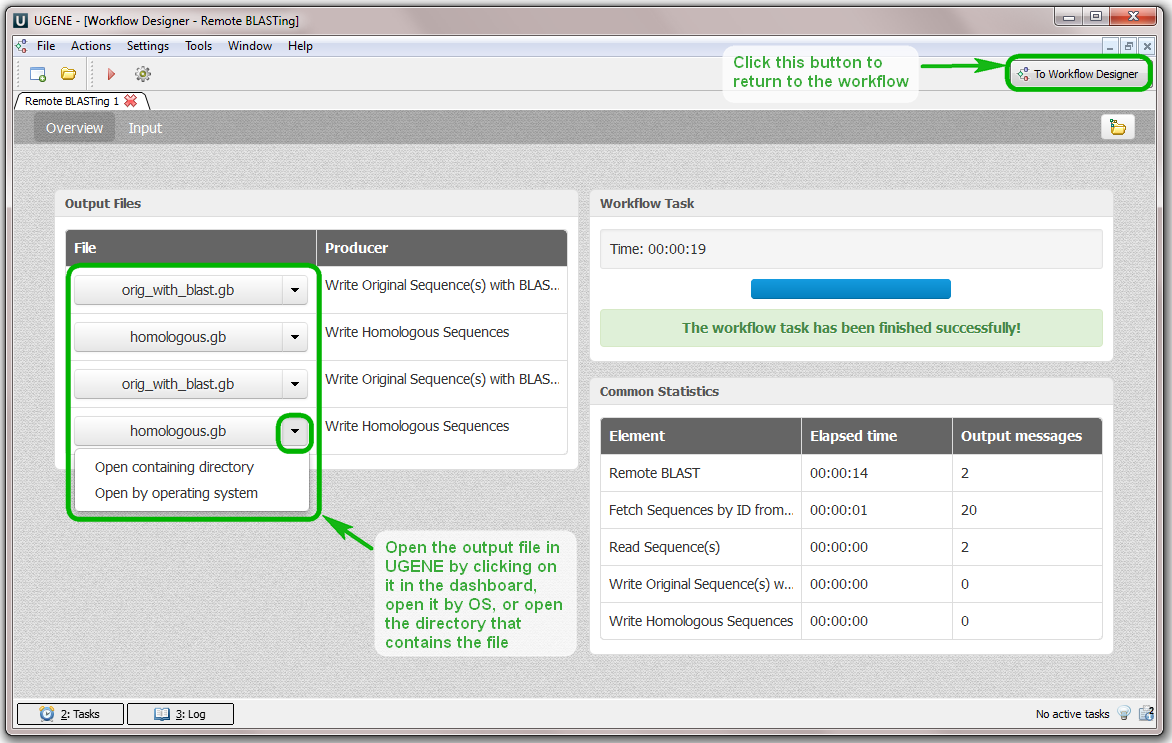 UGENE - [Workflow Designer - Remote BLASTing]
File Actions Settings Tools Window Help
Click this button to
return to the workflow
To Workflow Designer
Remote BLASTing 1
Overview Input
Output Files
File Producer
orig_with_blast.gb Write Original Sequence(s) with BLAS...
homologous.gb Write Homologous Sequences
orig_with_blast.gb Write Original Sequence(s) with BLAS...
homologous.gb Write Homologous Sequences
Open containing directory
Open by operating system
Open the output file in
UGENE by clicking on
it in the dashboard,
open it by OS, or open
the directory that
contains the file
Workflow Task
Time: 00:00:19
The workflow task has been finished successfully!
Common Statistics
Element Elapsed time Output messages
Remote BLAST 00:00:14 2
Fetch Sequences by ID from... 00:00:01 20
Read Sequence(s) 00:00:00 2
Write Original Sequence(s) w... 00:00:00 0
Write Homologous Sequences 00:00:00 0
2: Tasks 3: Log No active tasks 2